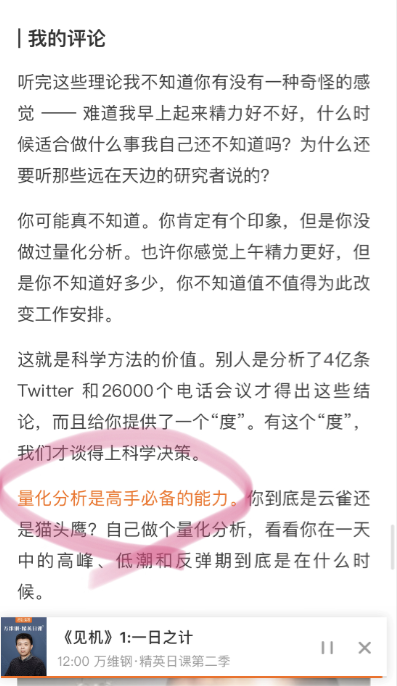 我的评论
听完这些理论我不知道你有没有一种奇怪的感
觉 —— 难道我早上起来精力好不好，什么时
候适合做什么事我自己还不知道吗？为什么还
要听那些远在天边的研究者说的？
你可能真不知道。你肯定有个印象，但是你没
做过量化分析。也许你感觉上午精力更好，但
是你不知道好多少，你不知道值不值得为此改
变工作安排。
这就是科学方法的价值。别人是分析了4亿条
Twitter 和26000个电话会议才得出这些结
论，而且给你提供了一个“度”。有这个“度”，
我们才谈得上科学决策。
量化分析是高手必备的能力。你到底是云雀还
是猫头鹰？自己做个量化分析，看看你在一天
中的高峰、低潮和反弹期到底是在什么时
候。
万维钢·精英日课
《见机》1:一日之计
12:00 万维钢·精英日课第二季